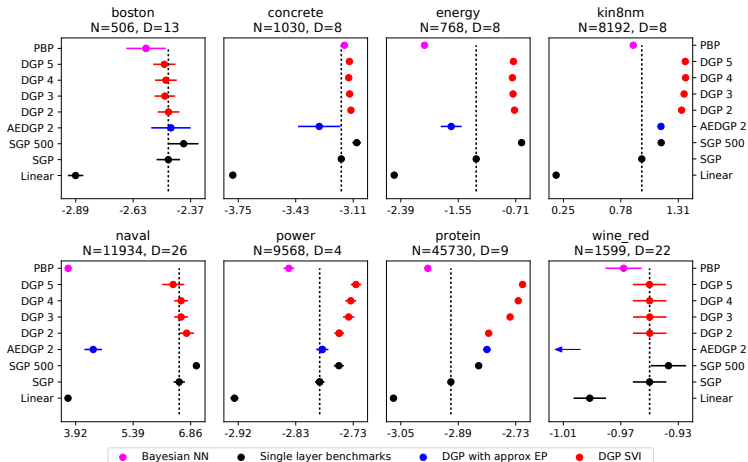 boston
N=506, D=13
concrete
N=1030, D=8
energy
N=768, D=8
kin8nm
N=8192, D=8
PBP
DGP 5
DGP 4
DGP 3
DGP 2
AEDGP 2
SGP 500
SGP
Linear
PBP
DGP 5
DGP 4
DGP 3
DGP 2
AEDGP 2
SGP 500
SGP
Linear
-2.89 -2.63 -2.37
-3.75 -3.43 -3.11
-2.39 -1.55 -0.71
0.25 0.78 1.31
naval
N=11934, D=26
power
N=9568, D=4
protein
N=45730, D=9
wine_red
N=1599, D=22
PBP
DGP 5
DGP 4
DGP 3
DGP 2
AEDGP 2
SGP 500
SGP
Linear
PBP
DGP 5
DGP 4
DGP 3
DGP 2
AEDGP 2
SGP 500
SGP
Linear
3.92 5.39 6.86
-2.92 -2.83 -2.73
-3.05 -2.89 -2.73
-1.01 -0.97 -0.93
Bayesian NN Single layer benchmarks DGP with approx EP DGP SVI